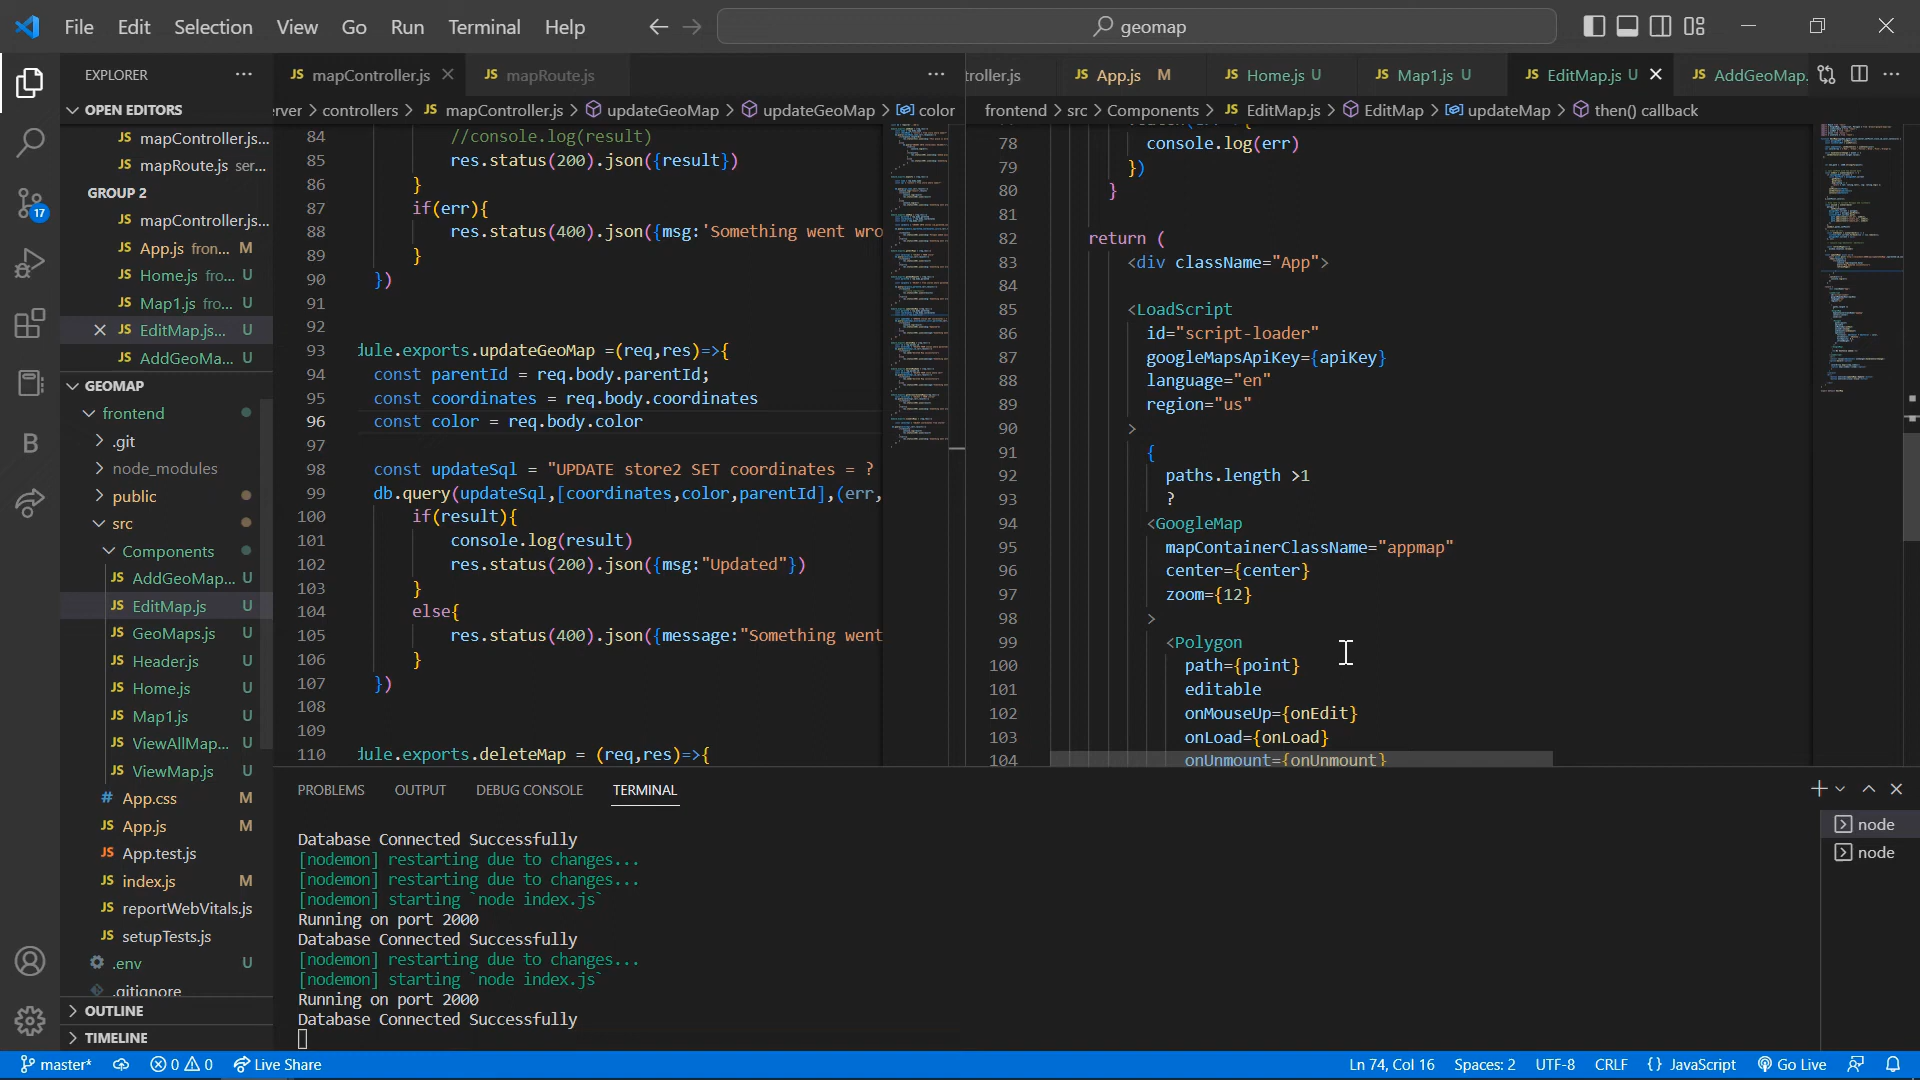 File Edit Selection View Go Run Terminal Help
geomap
EXPLORER
OPEN EDITORS
JS mapController.js...
JS mapRoute.js ser...
GROUP 2
JS mapController.js...
JS App.js fron... M
JS Home.js fro... U
JS Map1.js fro... U
JS EditMap.js... U
JS AddGeoMa... U
GEOMAP
frontend
.git
node_modules
public
src
Components
JS AddGeoMap... U
JS EditMap.js U
JS GeoMaps.js U
JS Header.js U
JS Home.js U
JS Map1.js U
JS ViewAllMap... U
JS ViewMap.js U
# App.css M
JS App.js M
JS App.test.js
JS index.js M
JS reportWebVitals.js
JS setupTests.js
.env U
.gitignore
OUTLINE
TIMELINE
17
JS mapController.js
JS mapRoute.js
erver > controllers > JS mapController.js > updateGeoMap > updateGeoMap > color
84 //console.log(result)
85 res.status(200).json({result})
86 }
87 if(err){
88 res.status(400).json({msg:'Something went wro
89 }
90 })
91
92
93 dule.exports.updateGeoMap =(req,res)=>{
94 const parentId = req.body.parentId;
95 const coordinates = req.body.coordinates
96 const color = req.body.color
97
98 const updateSql = "UPDATE store2 SET coordinates = ?
99 db.query(updateSql,[coordinates,color,parentId],(err,
100 if(result){
101 console.log(result)
102 res.status(200).json({msg:"Updated"})
103 }
104 else{
105 res.status(400).json({message:"Something went
106 }
107 })
108
109
110 dule.exports.deleteMap = (req,res)=>{
troller.js
JS App.js M
JS Home.js U
JS Map1.js U
JS EditMap.js U
JS AddGeoMap.
frontend > src > Components > JS EditMap.js > EditMap > updateMap > then() callback
78 console.log(err)
79 })
80 }
81
82 return (
83 <div className="App">
84
85 <LoadScript
86 id="script-loader"
87 googleMapsApiKey={apiKey}
88 language="en"
89 region="us"
90 >
91 {
92 paths.length >1
93 ?
94 <GoogleMap
95 mapContainerClassName="appmap"
96 center={center}
97 zoom={12}
98 >
99 <Polygon
100 path={point}
101 editable
102 onMouseUp={onEdit}
103 onLoad={onLoad}
104 onUnmount={onUnmount}
PROBLEMS OUTPUT DEBUG CONSOLE TERMINAL
Database Connected Successfully
[nodemon] restarting due to changes...
[nodemon] restarting due to changes...
[nodemon] starting `node index.js`
Running on port 2000
Database Connected Successfully
[nodemon] restarting due to changes...
[nodemon] starting `node index.js`
Running on port 2000
Database Connected Successfully
node
node
master* 0 0 Live Share
Ln 74, Col 16 Spaces: 2 UTF-8 CRLF {} JavaScript Go Live